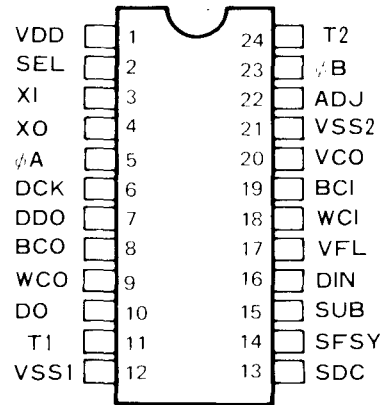 VDD 1 24 T2
SEL 2 23 φB
XI 3 22 ADJ
XO 4 21 VSS2
φA 5 20 VCO
DCK 6 19 BCI
DDO 7 18 WCI
BCO 8 17 VFL
WCO 9 16 DIN
DO 10 15 SUB
T1 11 14 SFSY
VSS1 12 13 SDC